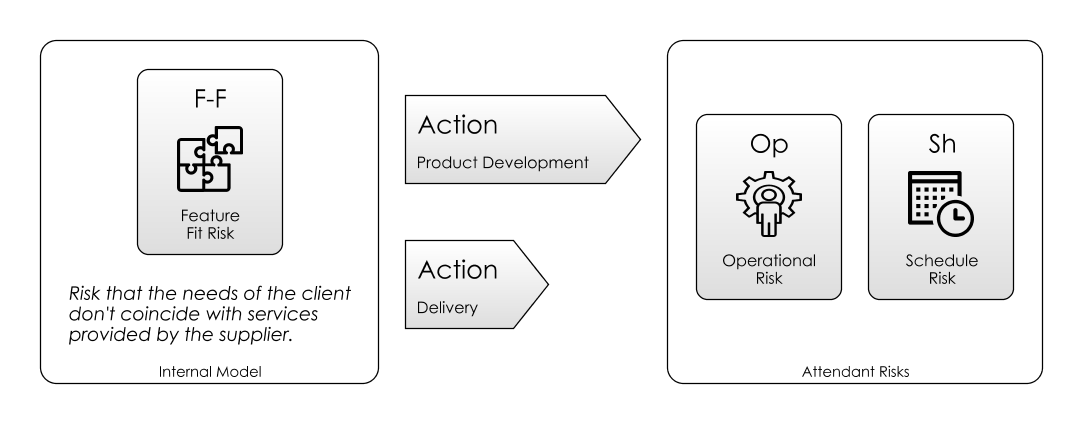 F-F
Feature
Fit Risk
Risk that the needs of the client
don't coincide with services
provided by the supplier.
Internal Model
Action
Product Development
Action
Delivery
Op
Operational
Risk
Sh
Schedule
Risk
Attendant Risks